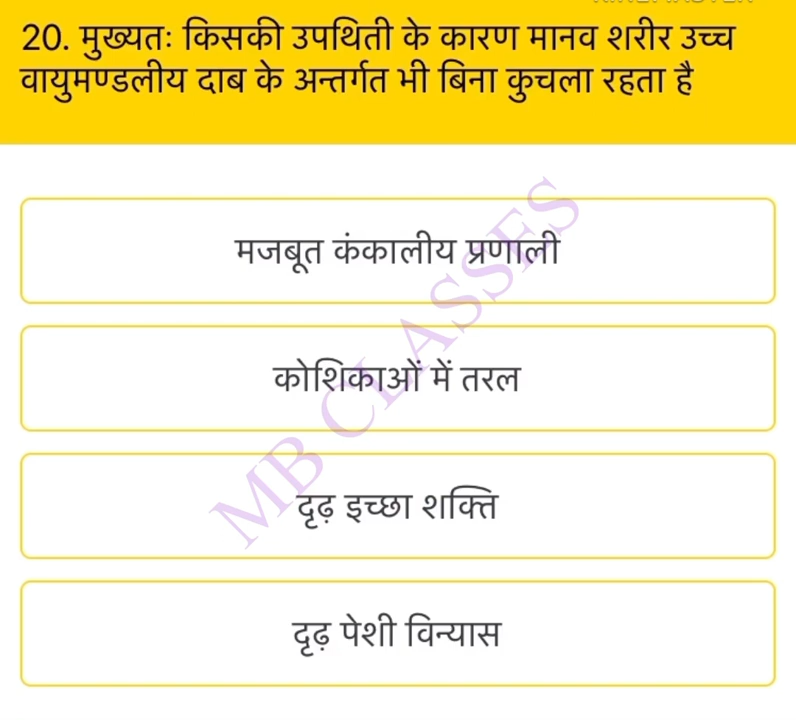 20. मुख्यतः किसकी उपथिती के कारण मानव शरीर उच्च
वायुमण्डलीय दाब के अन्तर्गत भी बिना कुचला रहता है
मजबूत कंकालीय प्रणाली
कोशिकाओं में तरल
दृढ़ इच्छा शक्ति
दृढ़ पेशी विन्यास
MB CLASSES